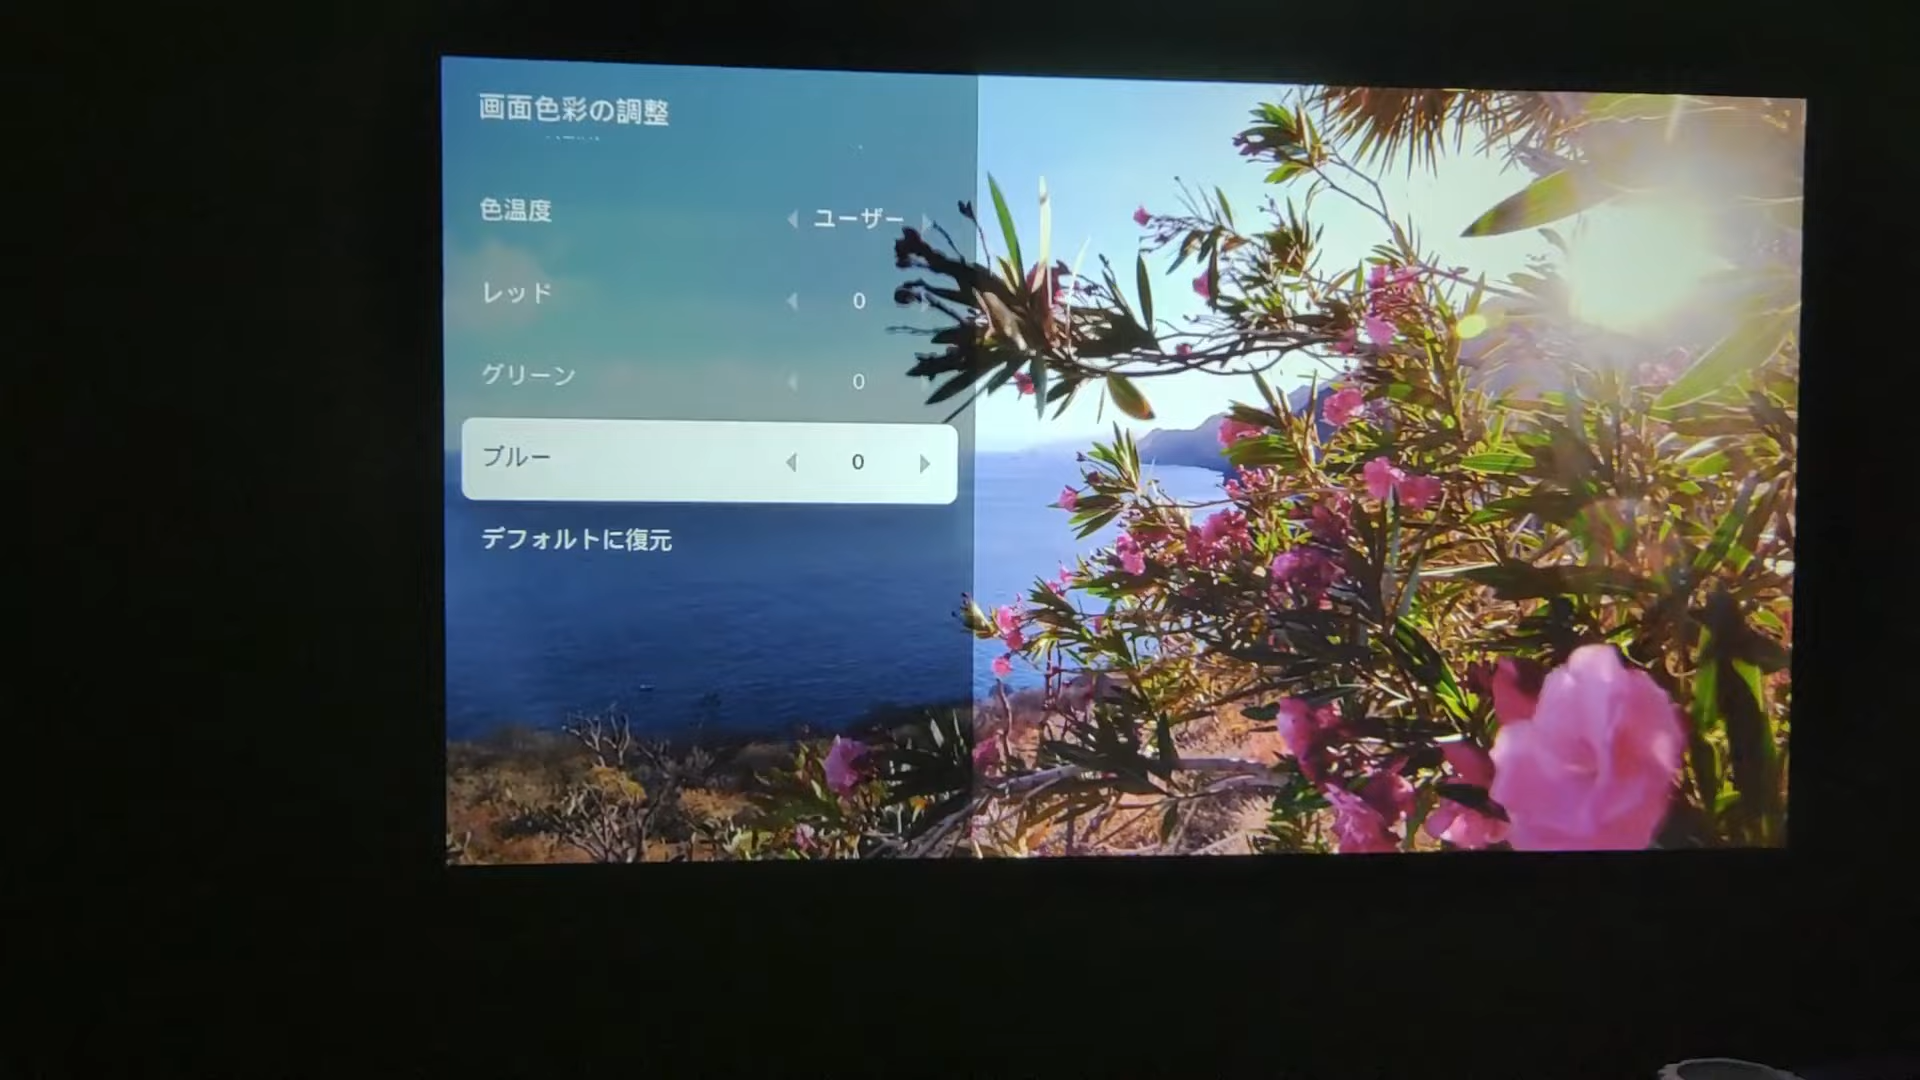 画面色彩の調整
色温度 ユーザー
レッド 0
グリーン 0
ブルー 0
デフォルトに復元